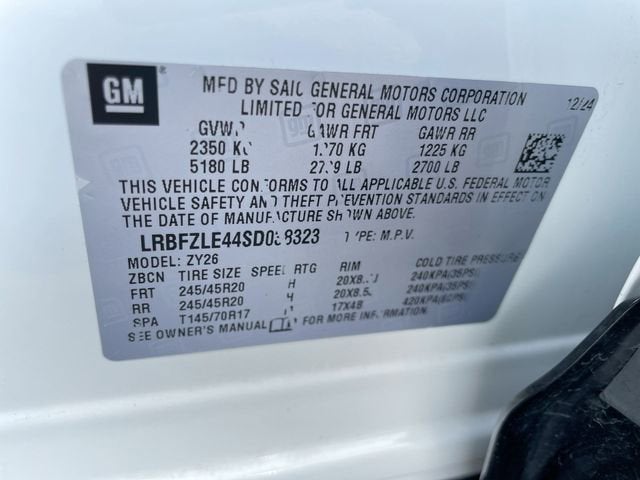 GM
MFD BY SAIC GENERAL MOTORS CORPORATION
LIMITED FOR GENERAL MOTORS LLC
12/24
GVWR GAWR FRT GAWR RR
2350 KG KG 1225 KG
5180 LB LB 2700 LB
THIS VEHICLE CONFORMS TO ALL APPLICABLE U.S. FEDERAL MOTOR
VEHICLE SAFETY AND THEFT PREVENTION STANDARDS IN EFFECT ON
THE DATE OF MANUFACTURE SHOWN ABOVE.
TYPE: M.P.V.
MODEL: ZY26
ZBCN TIRE SIZE SPEED RTG RIM COLD TIRE PRESSURE
FRT 245/45R20 H 240KPA(35PSI)
RR 245/45R20 20X8.5J 240KPA(35PSI)
SPA T145/70R17 17X4B 420KPA(60PSI)
SEE OWNER'S MANUAL FOR MORE INFORMATION